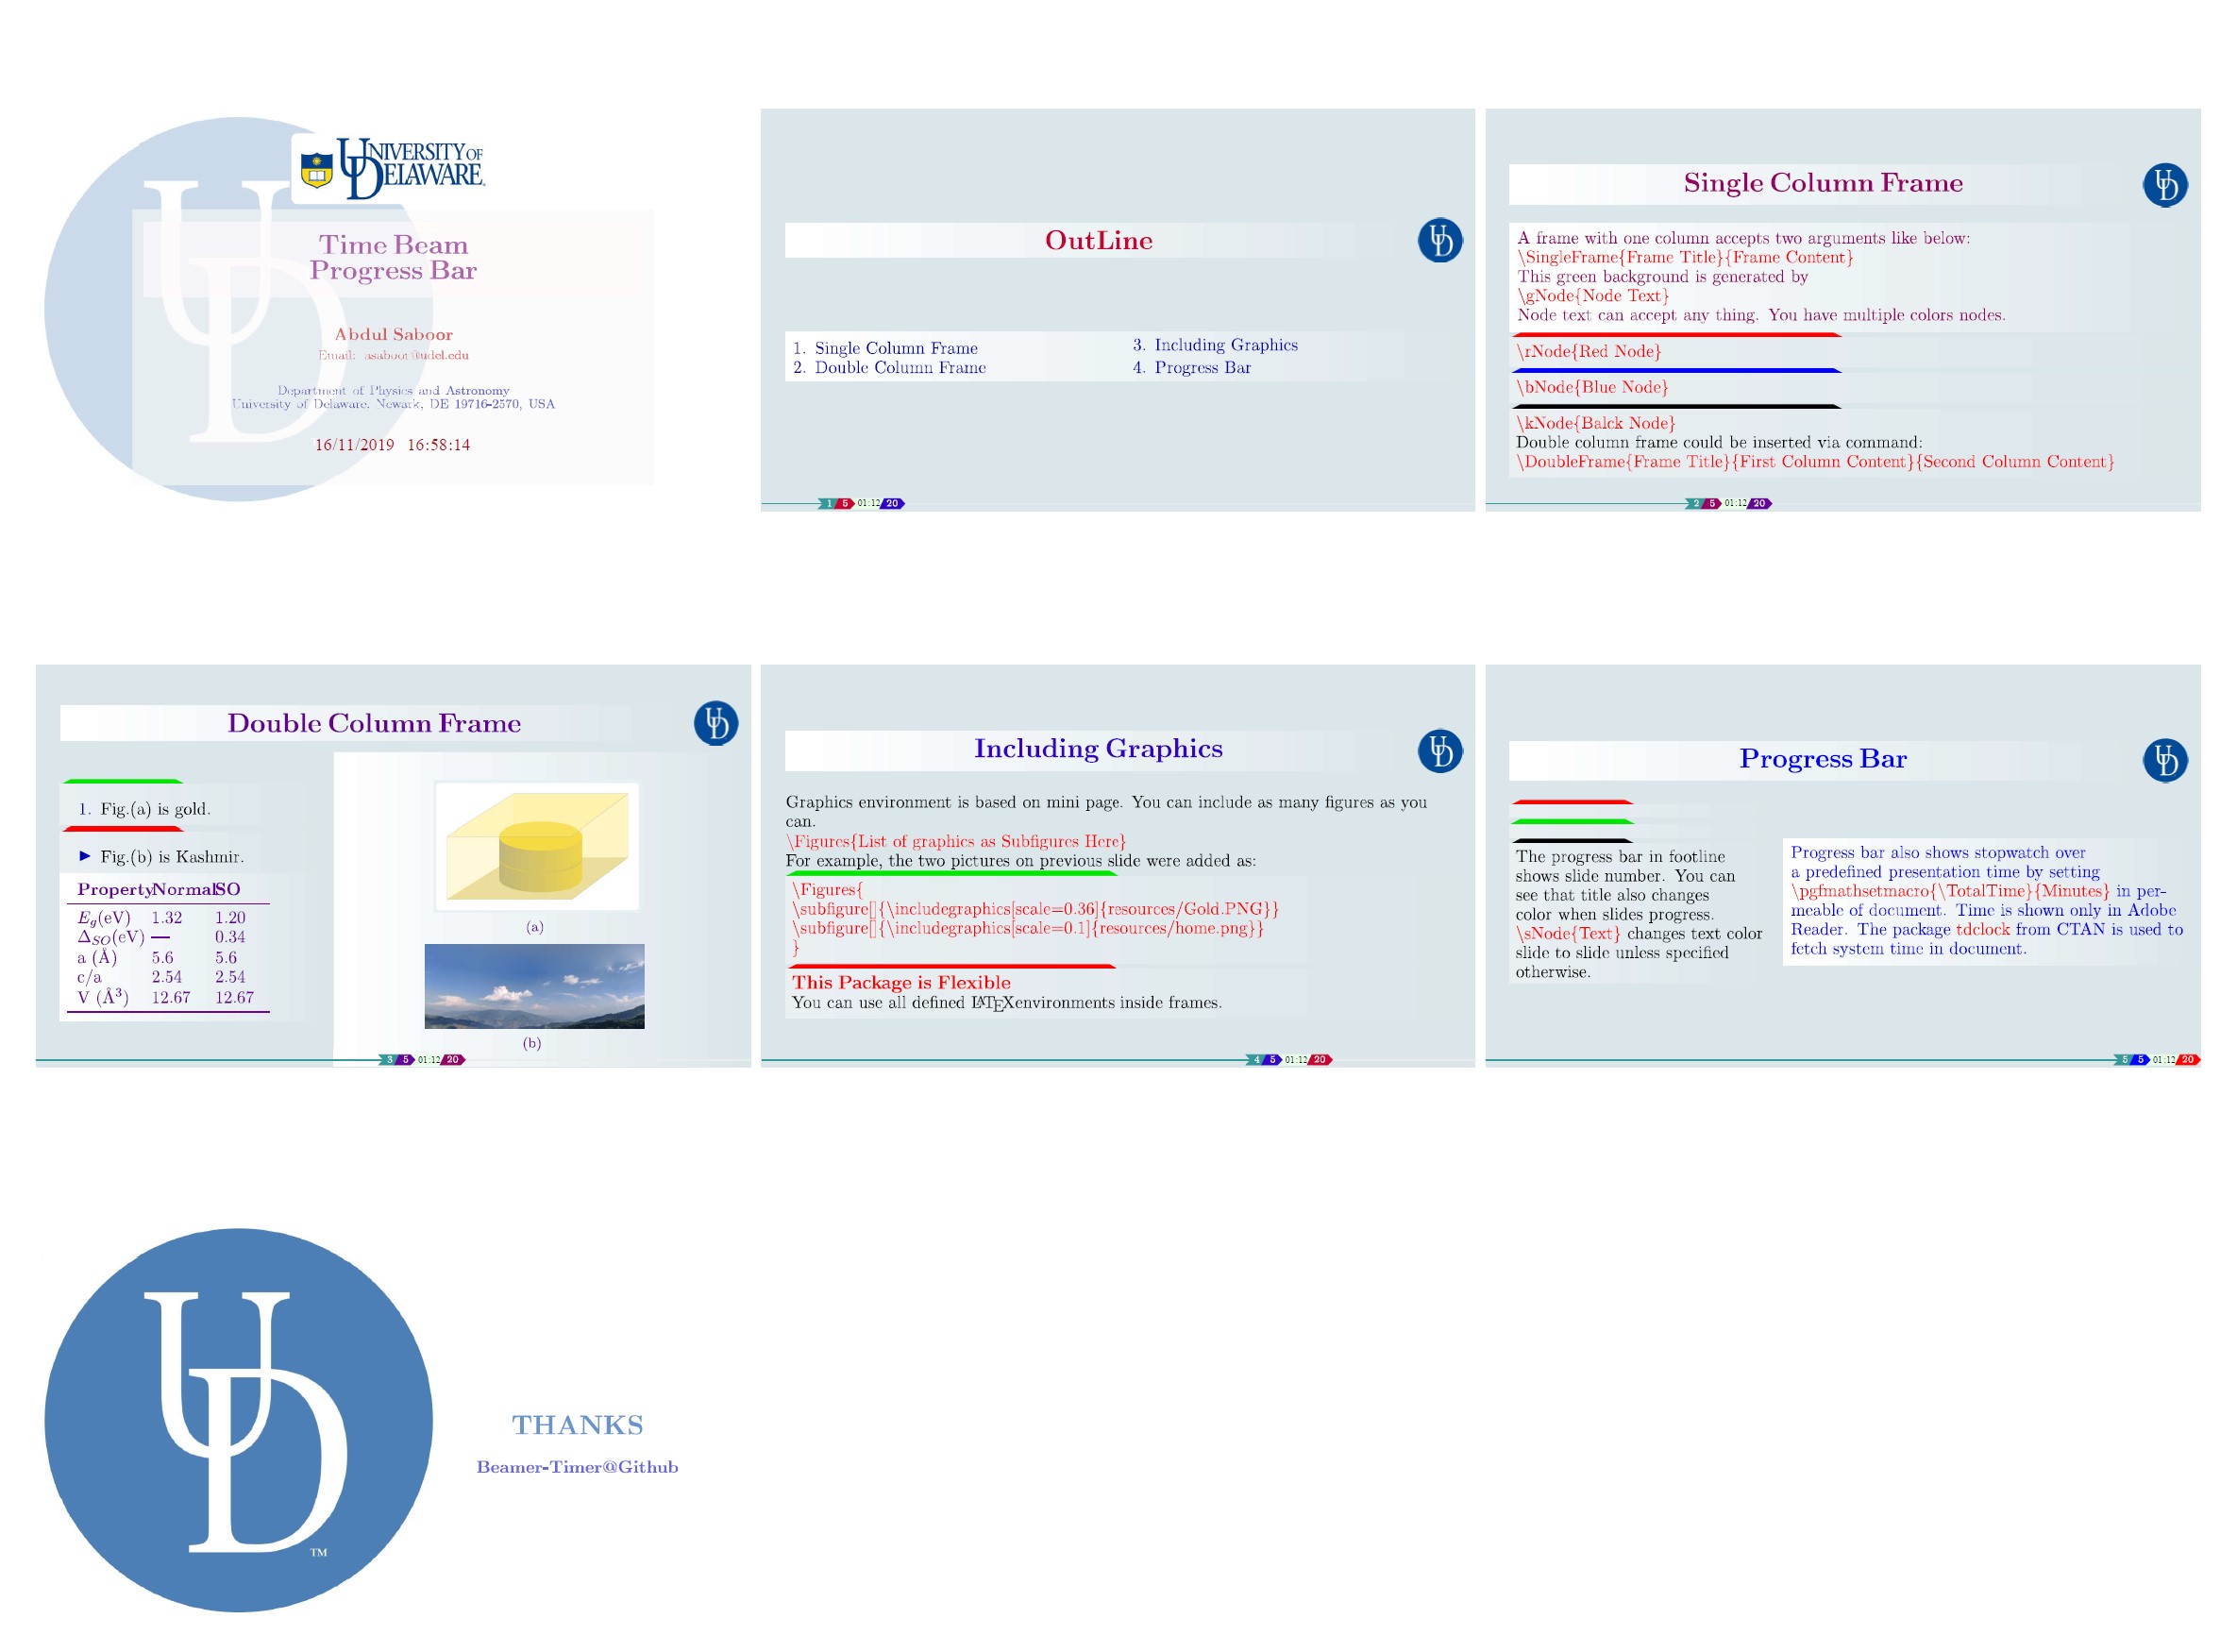 UNIVERSITY OF
DELAWARE
Time Beam
Progress Bar
Abdul Saboor
Email: asaboor@udel.edu
Department of Physics and Astronomy
University of Delaware, Newark, DE 19716-2570, USA
16/11/2019 16:58:14
OutLine
1. Single Column Frame
2. Double Column Frame
3. Including Graphics
4. Progress Bar
1 5 01:12 20
Single Column Frame
A frame with one column accepts two arguments like below:
\SingleFrame{Frame Title}{Frame Content}
This green background is generated by
\gNode{Node Text}
Node text can accept any thing. You have multiple colors nodes.
\rNode{Red Node}
\bNode{Blue Node}
\kNode{Balck Node}
Double column frame could be inserted via command:
\DoubleFrame{Frame Title}{First Column Content}{Second Column Content}
2 5 01:12 20
Double Column Frame
1. Fig.(a) is gold.
► Fig.(b) is Kashmir.
Property Normal SO
E_g(eV) 1.32 1.20
Δ_SO(eV) — 0.34
a (Å) 5.6 5.6
c/a 2.54 2.54
V (Å³) 12.67 12.67
(a)
(b)
3 5 01:12 20
Including Graphics
Graphics environment is based on mini page. You can include as many figures as you
can.
\Figures{List of graphics as Subfigures Here}
For example, the two pictures on previous slide were added as:
\Figures{
\subfigure[]{\includegraphics[scale=0.36]{resources/Gold.PNG}}
\subfigure[]{\includegraphics[scale=0.1]{resources/home.png}}
}
This Package is Flexible
You can use all defined LATEXenvironments inside frames.
4 5 01:12 20
Progress Bar
The progress bar in footline
shows slide number. You can
see that title also changes
color when slides progress.
\sNode{Text} changes text color
slide to slide unless specified
otherwise.
Progress bar also shows stopwatch over
a predefined presentation time by setting
\pgfmathsetmacro{\TotalTime}{Minutes} in per-
meable of document. Time is shown only in Adobe
Reader. The package tdclock from CTAN is used to
fetch system time in document.
5 5 01:12 20
UD
TM
THANKS
Beamer-Timer@Github